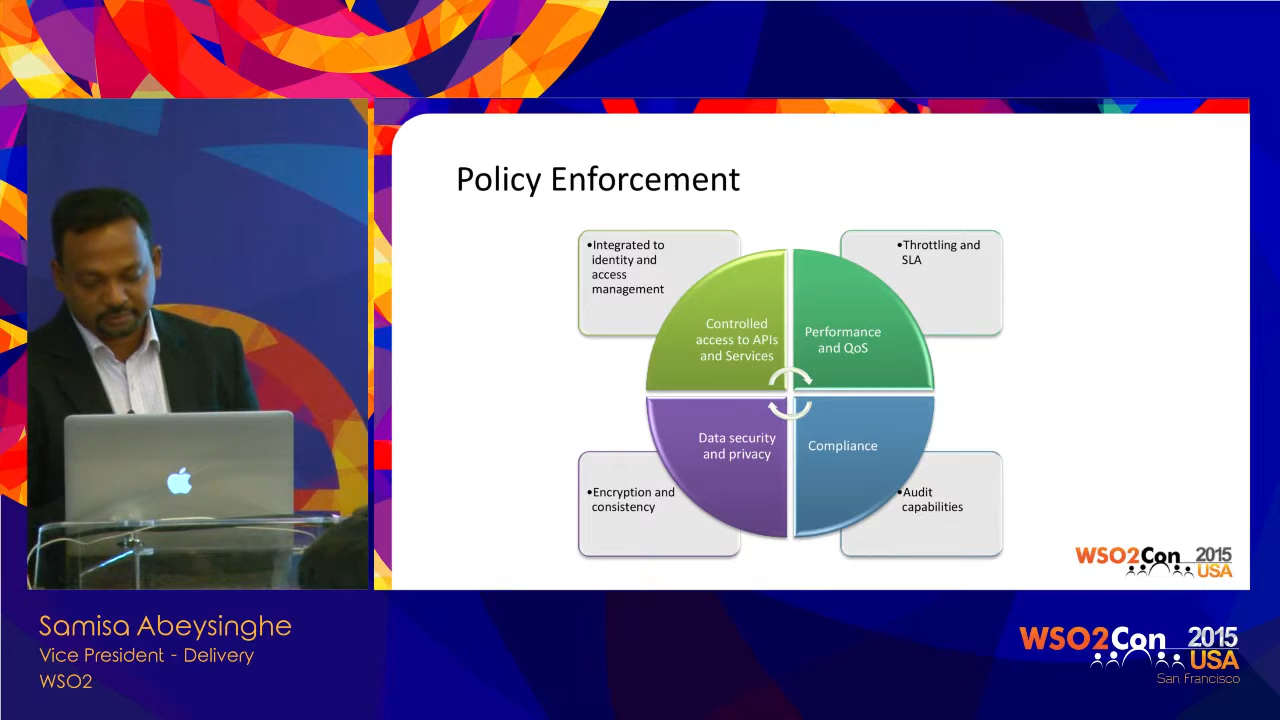 Policy Enforcement
•Integrated to
identity and
access
management
•Throttling and
SLA
Controlled
access to APIs
and Services
Performance
and QoS
Data security
and privacy
Compliance
•Encryption and
consistency
•Audit
capabilities
WSO2Con 2015
USA
Samisa Abeysinghe
Vice President - Delivery
WSO2
WSO2Con 2015
USA
San Francisco